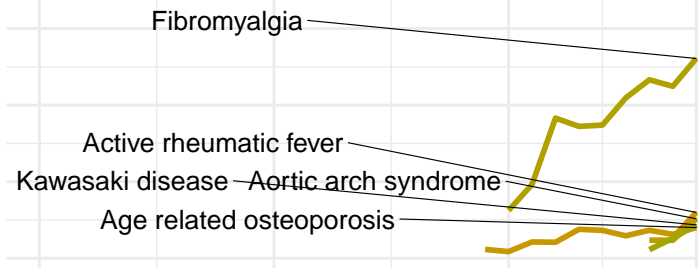 Fibromyalgia
Active rheumatic fever
Kawasaki disease Aortic arch syndrome
Age related osteoporosis